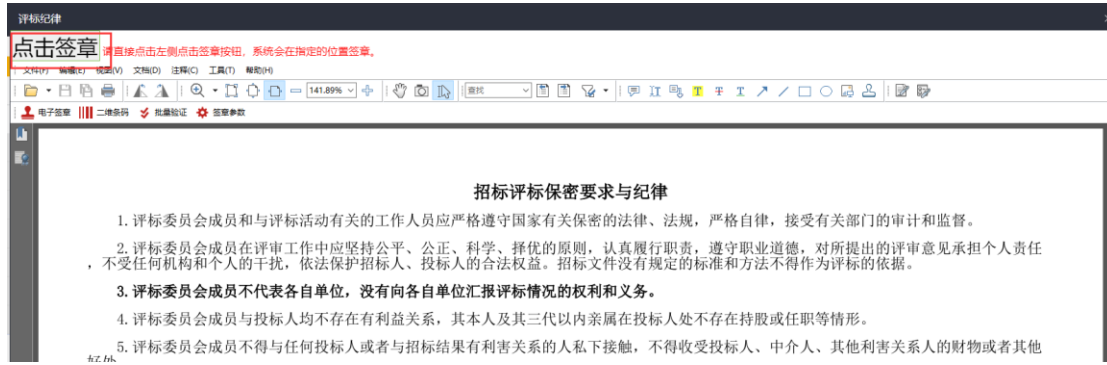 评标纪律
点击签章 请直接点击左侧点击签章按钮，系统会在指定的位置签章。
文件(F) 编辑(E) 视图(V) 文档(D) 注释(C) 工具(T) 帮助(H)
141.89% 查找
电子签章 二维条码 批量验证 签章参数
招标评标保密要求与纪律
1.评标委员会成员和与评标活动有关的工作人员应严格遵守国家有关保密的法律、法规，严格自律，接受有关部门的审计和监督。
2.评标委员会成员在评审工作中应坚持公平、公正、科学、择优的原则，认真履行职责，遵守职业道德，对所提出的评审意见承担个人责任
，不受任何机构和个人的干扰，依法保护招标人、投标人的合法权益。招标文件没有规定的标准和方法不得作为评标的依据。
3.评标委员会成员不代表各自单位，没有向各自单位汇报评标情况的权利和义务。
4.评标委员会成员与投标人均不存在有利益关系，其本人及其三代以内亲属在投标人处不存在持股或任职等情形。
5.评标委员会成员不得与任何投标人或者与招标结果有利害关系的人私下接触，不得收受投标人、中介人、其他利害关系人的财物或者其他
好处